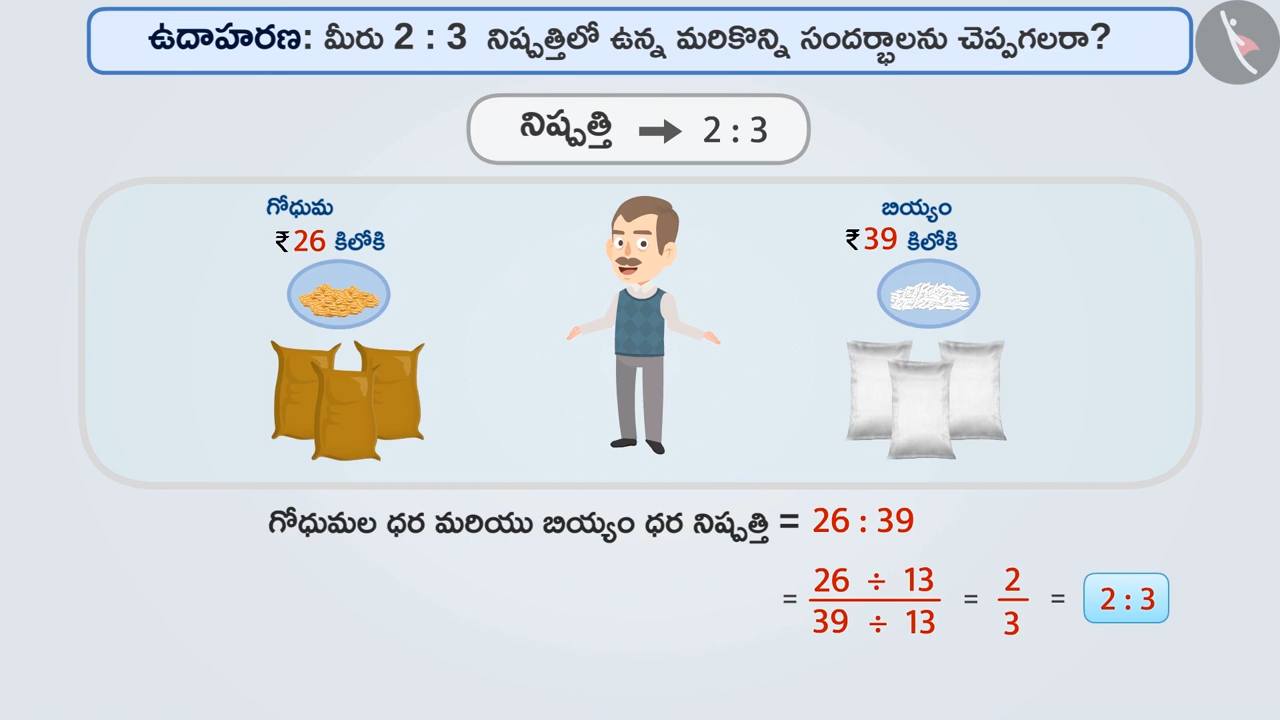 ఉదాహరణ: మీరు 2 : 3 నిష్పత్తిలో ఉన్న మరికొన్ని సందర్భాలను చెప్పగలరా?
నిష్పత్తి → 2 : 3
గోధుమ
₹26 కిలోకి
బియ్యం
₹39 కిలోకి
గోధుమల ధర మరియు బియ్యం ధర నిష్పత్తి = 26 : 39
= 26 ÷ 13 / 39 ÷ 13 = 2 / 3 = 2 : 3